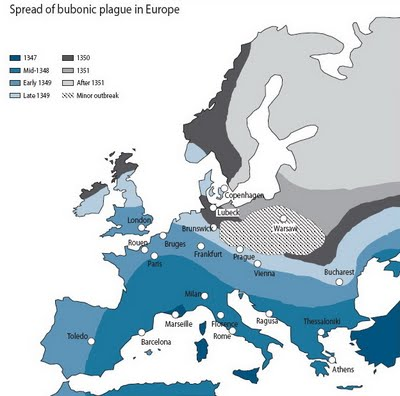 Spread of bubonic plague in Europe
1347
Mid-1348
Early 1349
Late 1349
1350
1351
After 1351
Minor outbreak
Copenhagen
Lubeck
London
Brunswick
Warsaw
Rouen
Bruges
Frankfurt
Prague
Paris
Vienna
Bucharest
Milan
Marseille
Florence
Ragusa
Thessaloniki
Toledo
Barcelona
Rome
Athens